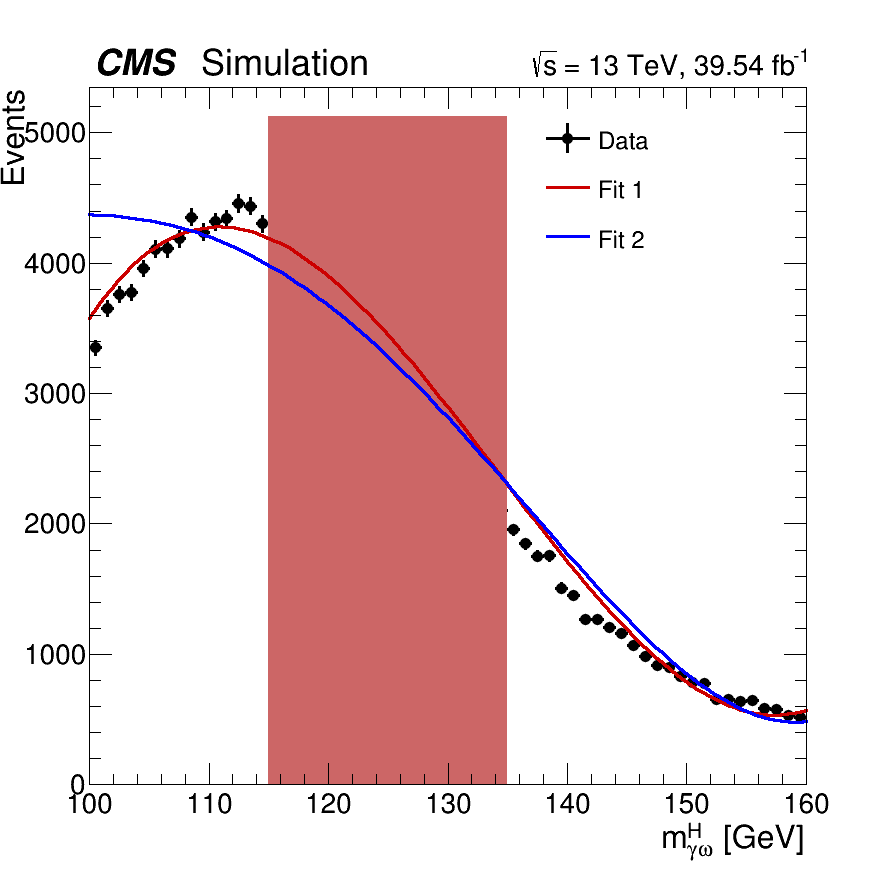 CMS Simulation
√s = 13 TeV, 39.54 fb⁻¹
Events
5000
4000
3000
2000
1000
0
Data
Fit 1
Fit 2
100 110 120 130 140 150 160
m^H_γω [GeV]